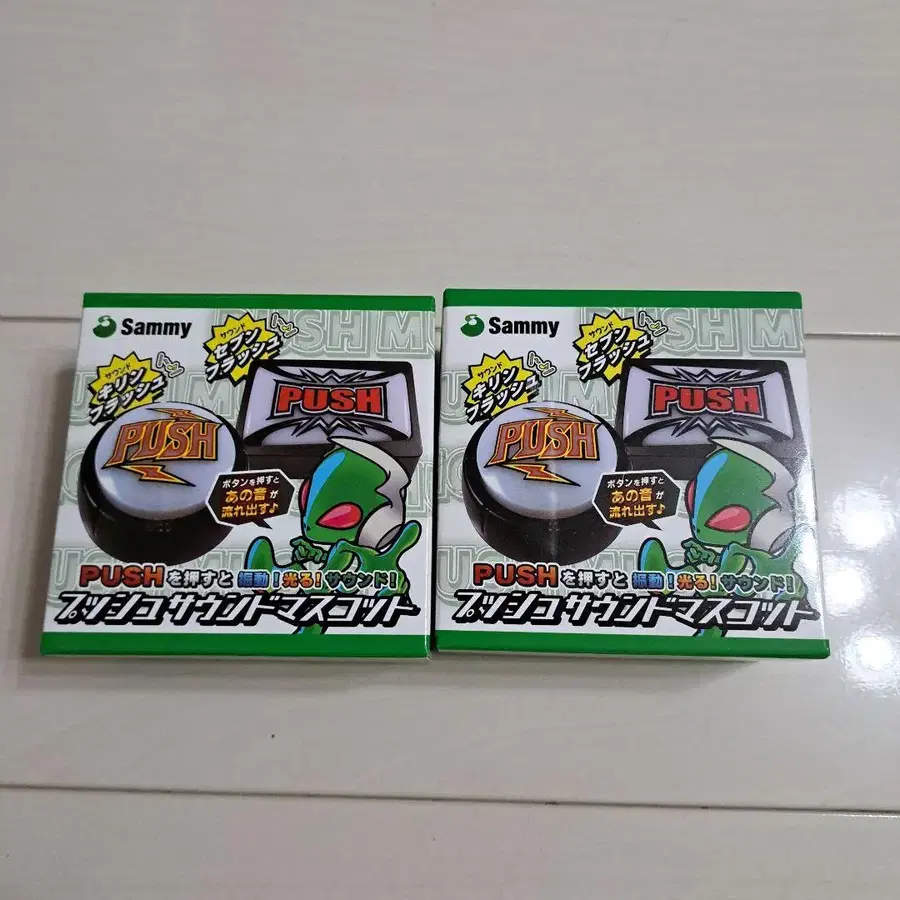 Sammy
サウンド
セブン
フラッシュ
サウンド
キリン
フラッシュ
PUSH
PUSH
ボタンを押すと
あの音が
流れ出す♪
PUSHを押すと振動!光る!サウンド!
プッシュサウンドマスコット
Sammy
サウンド
セブン
フラッシュ
サウンド
キリン
フラッシュ
PUSH
PUSH
ボタンを押すと
あの音が
流れ出す♪
PUSHを押すと振動!光る!サウンド!
プッシュサウンドマスコット